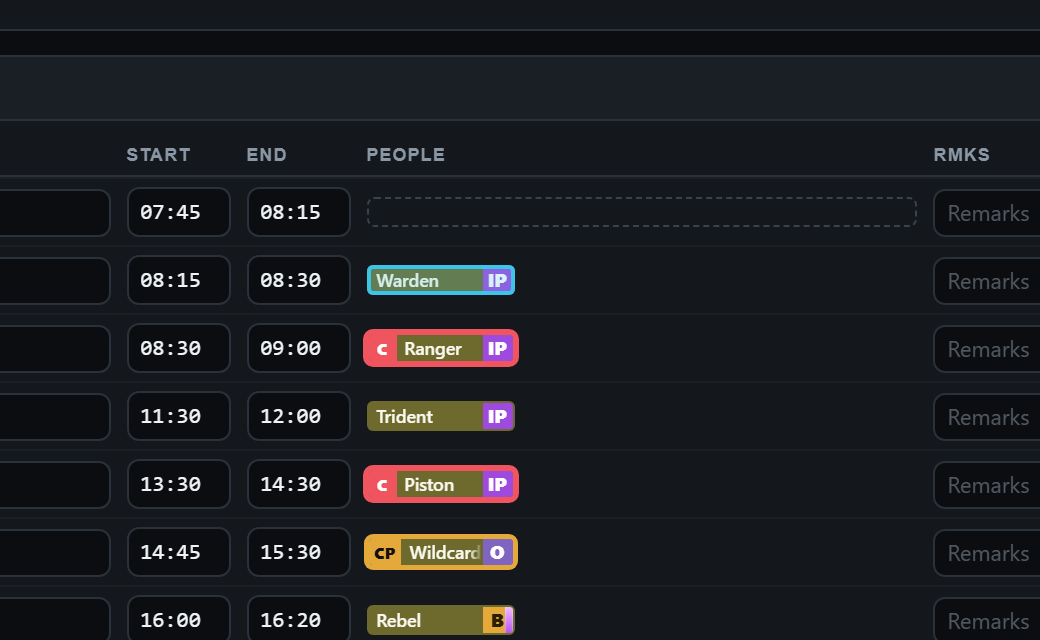 START END PEOPLE RMKS
07:45 08:15 Remarks
08:15 08:30 Warden IP Remarks
08:30 09:00 C Ranger IP Remarks
11:30 12:00 Trident IP Remarks
13:30 14:30 C Piston IP Remarks
14:45 15:30 CP Wildcard O Remarks
16:00 16:20 Rebel B Remarks